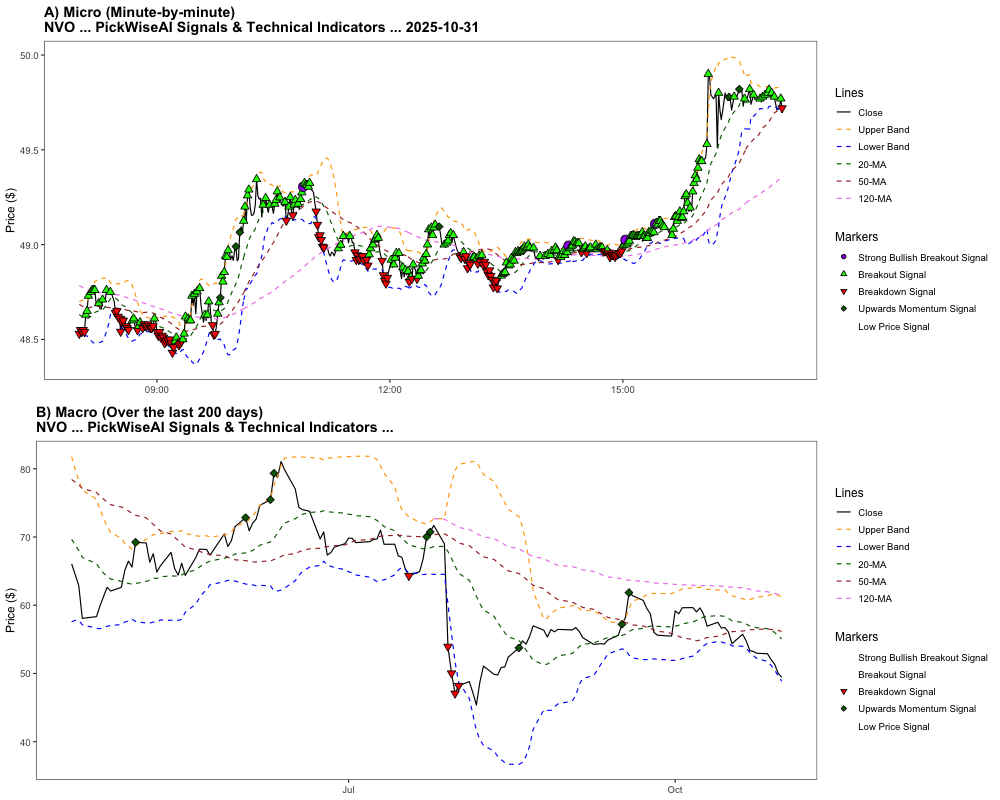 A) Micro (Minute-by-minute)
NVO ... PickWiseAI Signals & Technical Indicators ... 2025-10-31
Price ($)
50.0
49.5
49.0
48.5
09:00
12:00
15:00
Lines
Close
Upper Band
Lower Band
20-MA
50-MA
120-MA
Markers
Strong Bullish Breakout Signal
Breakout Signal
Breakdown Signal
Upwards Momentum Signal
Low Price Signal
B) Macro (Over the last 200 days)
NVO ... PickWiseAI Signals & Technical Indicators ...
Price ($)
80
70
60
50
40
Jul
Oct
Lines
Close
Upper Band
Lower Band
20-MA
50-MA
120-MA
Markers
Strong Bullish Breakout Signal
Breakout Signal
Breakdown Signal
Upwards Momentum Signal
Low Price Signal